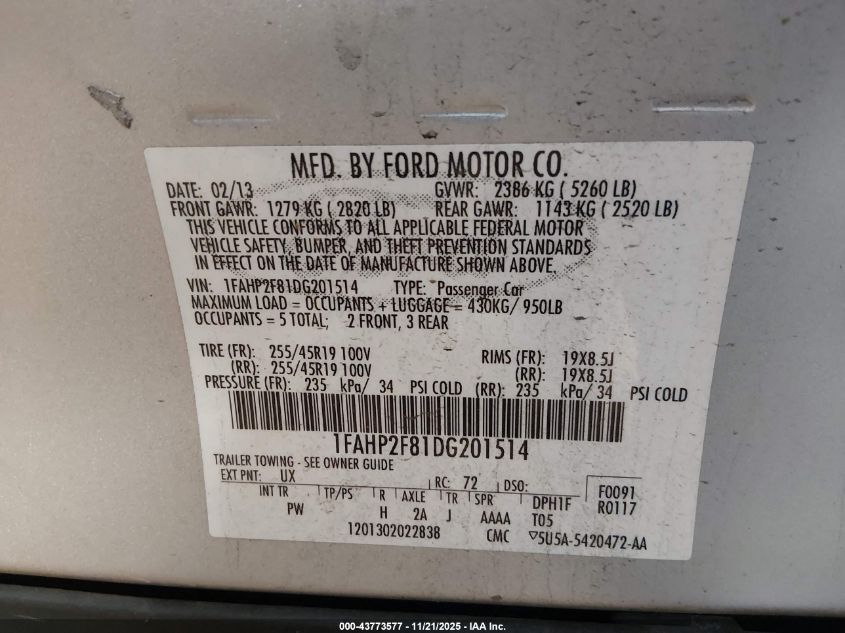 MFD. BY FORD MOTOR CO.
DATE: 02/13 GVWR: 2386 KG ( 5260 LB)
FRONT GAWR: 1279 KG ( 2820 LB) REAR GAWR: 1143 KG ( 2520 LB)
THIS VEHICLE CONFORMS TO ALL APPLICABLE FEDERAL MOTOR
VEHICLE SAFETY, BUMPER, AND THEFT PREVENTION STANDARDS
IN EFFECT ON THE DATE OF MANUFACTURE SHOWN ABOVE.
VIN: 1FAHP2F81DG201514 TYPE: Passenger Car
MAXIMUM LOAD = OCCUPANTS + LUGGAGE = 430KG/ 950LB
OCCUPANTS = 5 TOTAL; 2 FRONT, 3 REAR
TIRE (FR): 255/45R19 100V RIMS (FR): 19X8.5J
(RR): 255/45R19 100V (RR): 19X8.5J
PRESSURE (FR): 235 kPa/ 34 PSI COLD (RR): 235 kPa/ 34 PSI COLD
1FAHP2F81DG201514
TRAILER TOWING - SEE OWNER GUIDE
EXT PNT: UX RC: 72 DSO:
INT TR TP/PS R AXLE TR SPR DPH1F F0091
PW H 2A J AAAA T05 R0117
1201302022838 CMC ▽5U5A-5420472-AA
000-43773577 - 11/21/2025 - IAA Inc.